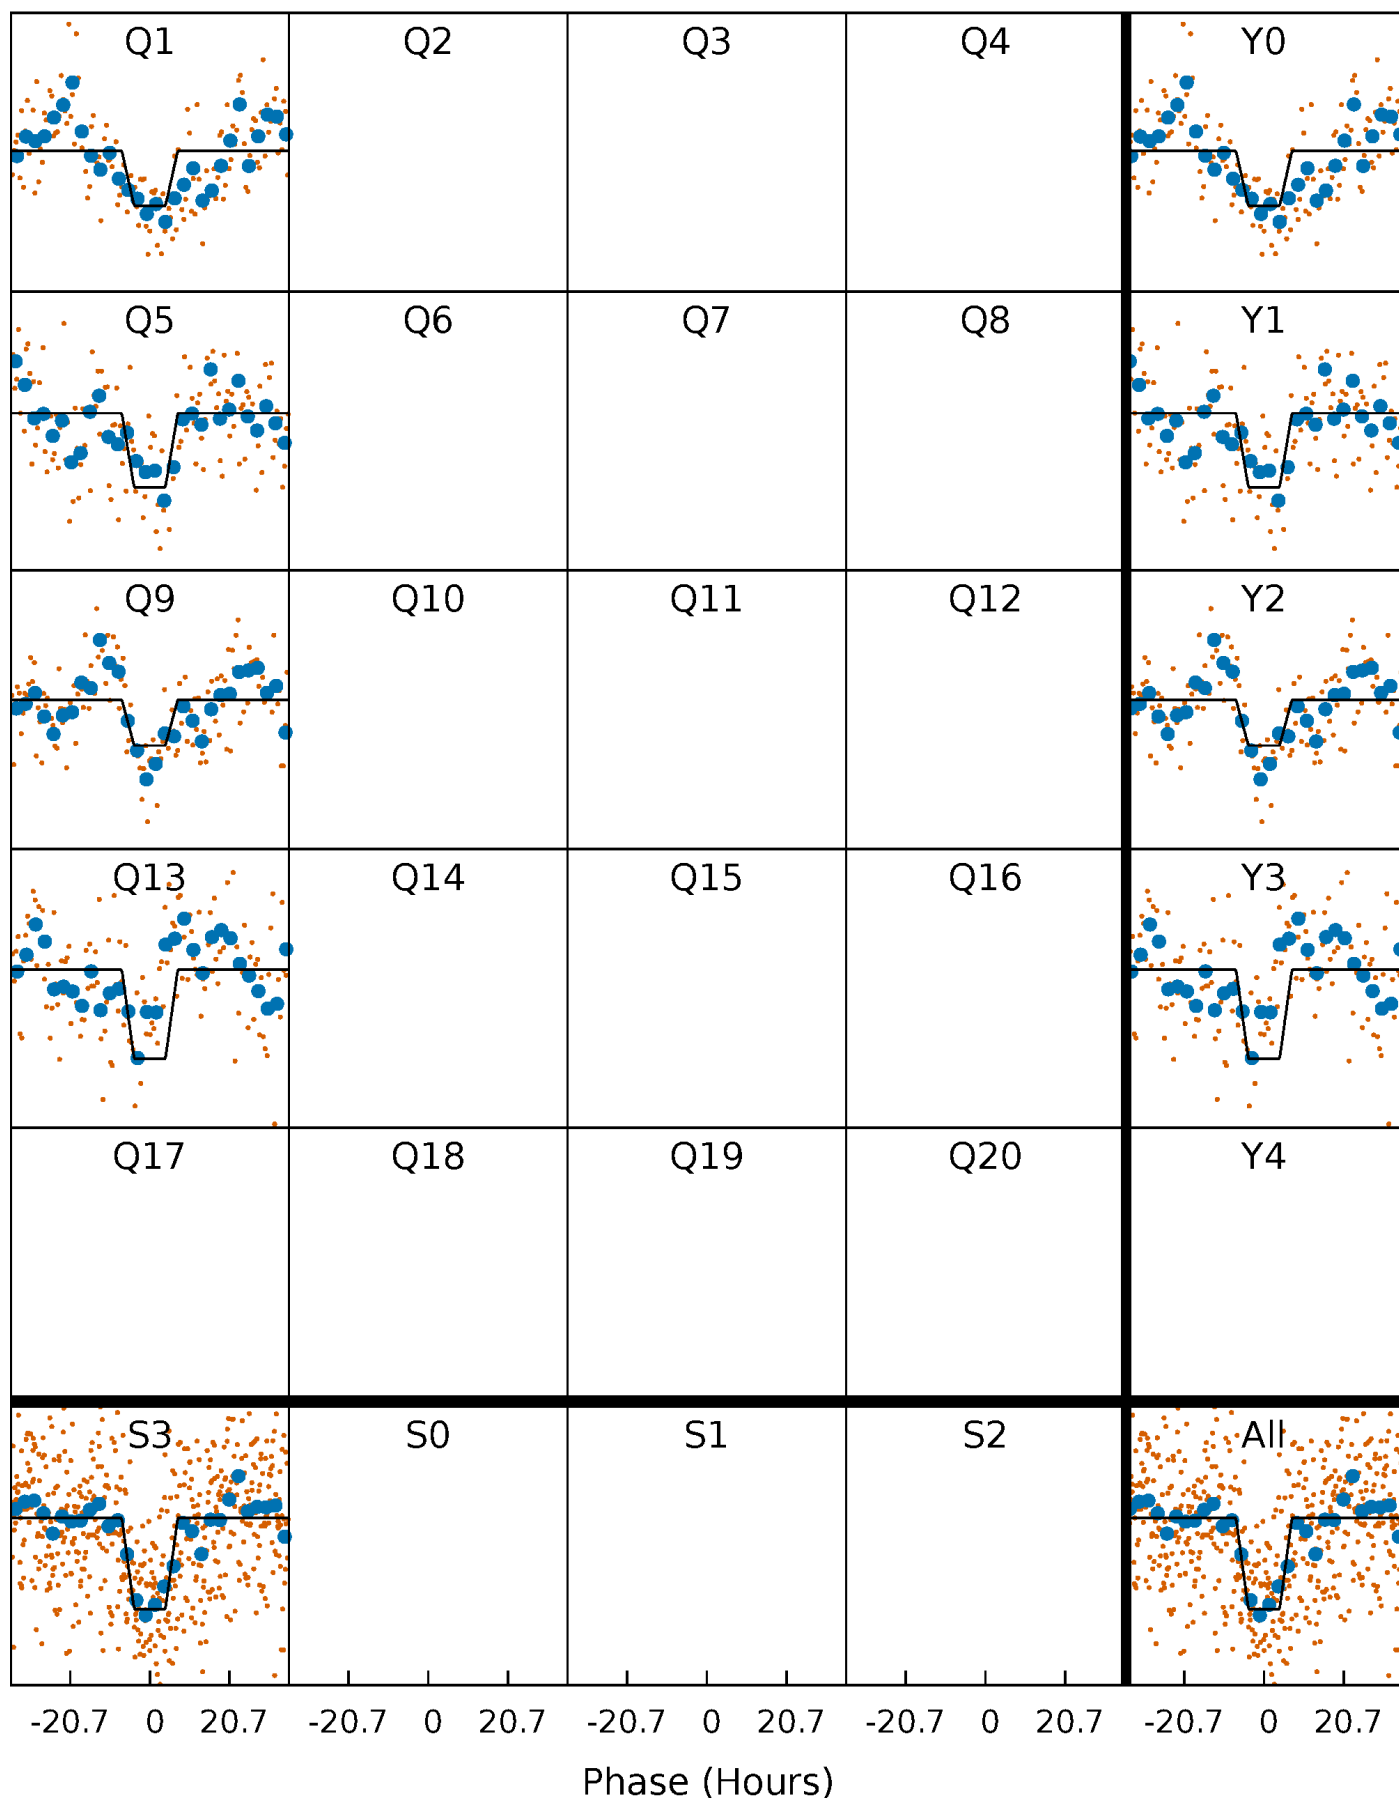 Q1 Q2 Q3 Q4 Y0
Q5 Q6 Q7 Q8 Y1
Q9 Q10 Q11 Q12 Y2
Q13 Q14 Q15 Q16 Y3
Q17 Q18 Q19 Q20 Y4
S3 S0 S1 S2 All
-20.7 0 20.7 -20.7 0 20.7 -20.7 0 20.7 -20.7 0 20.7 -20.7 0 20.7
Phase (Hours)